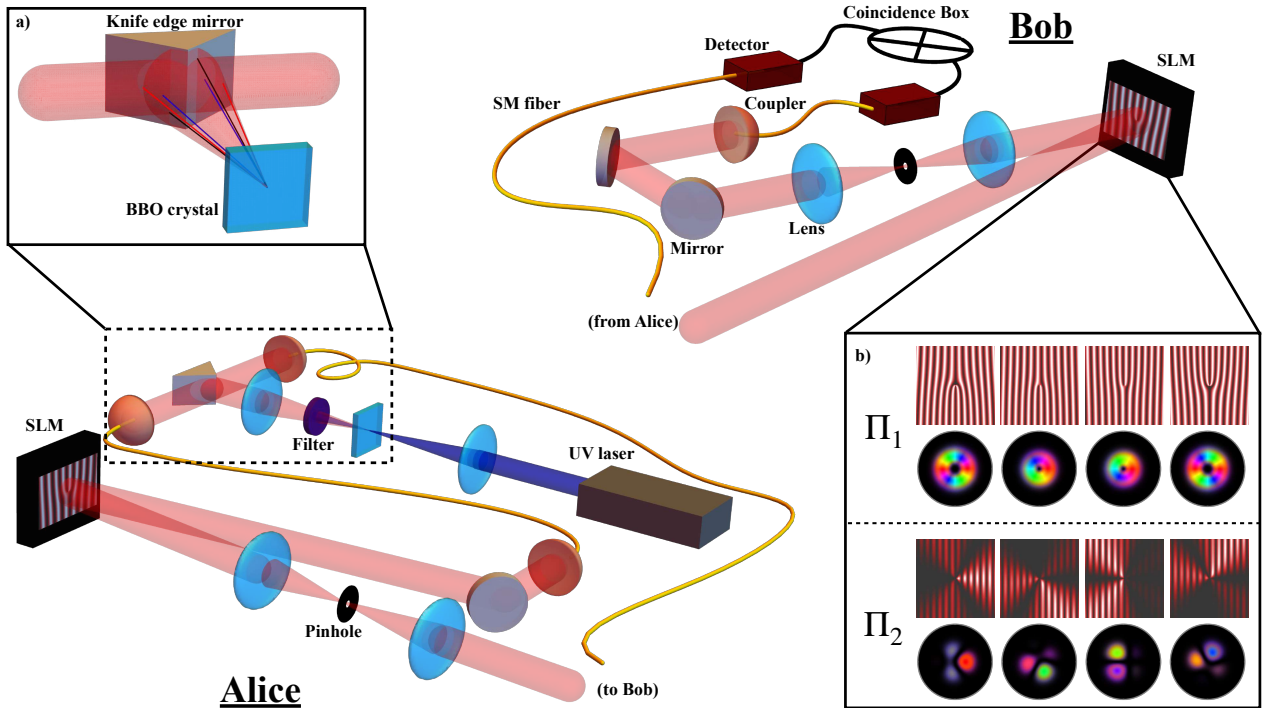 a)
Knife edge mirror
BBO crystal
Coincidence Box
Bob
Detector
SLM
SM fiber
Coupler
Lens
Mirror
(from Alice)
SLM
Filter
UV laser
Pinhole
(to Bob)
Alice
b)
Π1
Π2